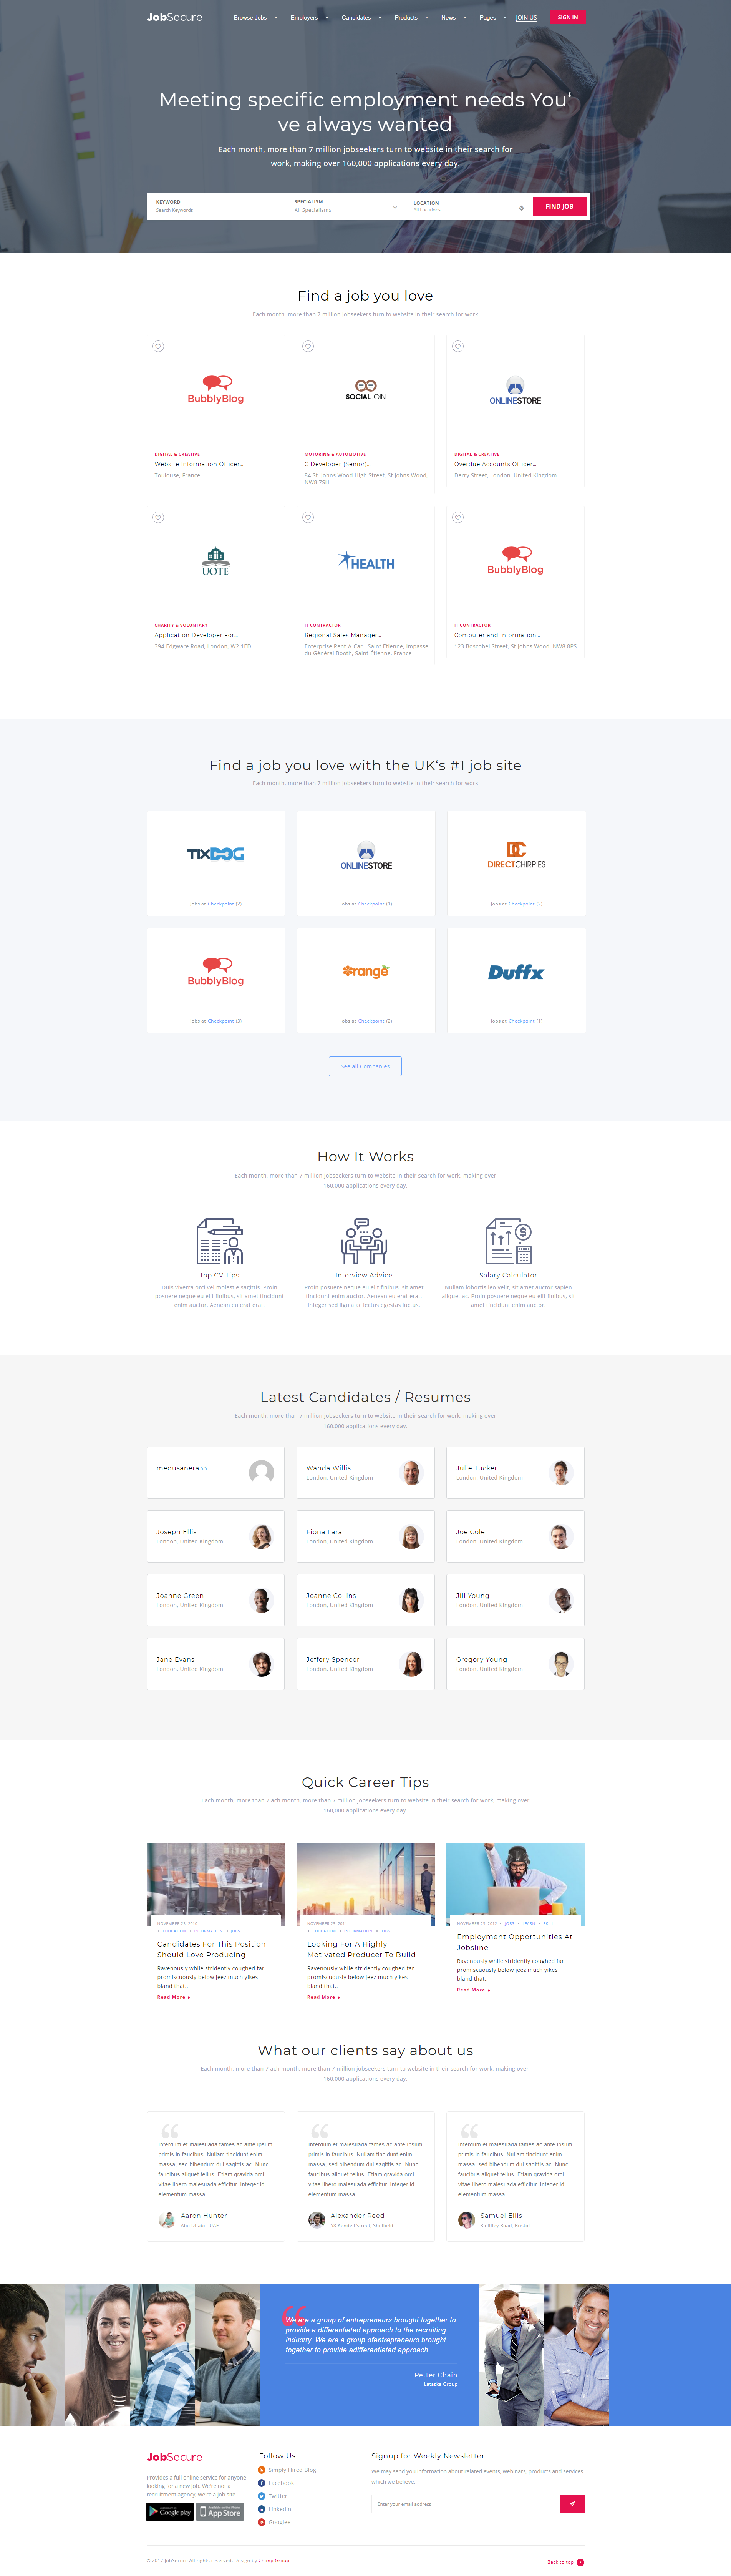 JobSecure
Browse Jobs Employers Candidates Products News Pages JOIN US SIGN IN
Meeting specific employment needs You‘
ve always wanted
Each month, more than 7 million jobseekers turn to website in their search for
work, making over 160,000 applications every day.
KEYWORD
Search Keywords
SPECIALISM
All Specialisms
LOCATION
All Locations
FIND JOB
Find a job you love
Each month, more than 7 million jobseekers turn to website in their search for work
BubblyBlog
DIGITAL & CREATIVE
Website Information Officer...
Toulouse, France
SOCIALJOIN
MOTORING & AUTOMOTIVE
C Developer (Senior)...
84 St. Johns Wood High Street, St Johns Wood,
NW8 7SH
ONLINESTORE
DIGITAL & CREATIVE
Overdue Accounts Officer...
Derry Street, London, United Kingdom
UOTE
CHARITY & VOLUNTARY
Application Developer For...
394 Edgware Road, London, W2 1ED
HEALTH
IT CONTRACTOR
Regional Sales Manager...
Enterprise Rent-A-Car - Saint Etienne, Impasse
du Général Booth, Saint-Étienne, France
BubblyBlog
IT CONTRACTOR
Computer and Information...
123 Boscobel Street, St Johns Wood, NW8 8PS
Find a job you love with the UK‘s #1 job site
Each month, more than 7 million jobseekers turn to website in their search for work
TIXDOG
Jobs at Checkpoint (2)
ONLINESTORE
Jobs at Checkpoint (1)
DC
DIRECTCHIRPIES
Jobs at Checkpoint (2)
BubblyBlog
Jobs at Checkpoint (3)
orange
Jobs at Checkpoint (2)
Duffx
Jobs at Checkpoint (1)
See all Companies
How It Works
Each month, more than 7 million jobseekers turn to website in their search for work, making over
160,000 applications every day.
Top CV Tips
Duis viverra orci vel molestie sagittis. Proin
posuere neque eu elit finibus, sit amet tincidunt
enim auctor. Aenean eu erat erat.
Interview Advice
Proin posuere neque eu elit finibus, sit amet
tincidunt enim auctor. Aenean eu erat erat.
Integer sed ligula ac lectus egestas luctus.
Salary Calculator
Nullam lobortis leo velit, sit amet auctor sapien
aliquet ac. Proin posuere neque eu elit finibus, sit
amet tincidunt enim auctor.
Latest Candidates / Resumes
Each month, more than 7 million jobseekers turn to website in their search for work, making over
160,000 applications every day.
medusanera33
Wanda Willis
London, United Kingdom
Julie Tucker
London, United Kingdom
Joseph Ellis
London, United Kingdom
Fiona Lara
London, United Kingdom
Joe Cole
London, United Kingdom
Joanne Green
London, United Kingdom
Joanne Collins
London, United Kingdom
Jill Young
London, United Kingdom
Jane Evans
London, United Kingdom
Jeffery Spencer
London, United Kingdom
Gregory Young
London, United Kingdom
Quick Career Tips
Each month, more than 7 ach month, more than 7 million jobseekers turn to website in their search for work, making over
160,000 applications every day.
EDUCATION INFORMATION JOBS
Candidates For This Position
Should Love Producing
Ravenously while stridently coughed far
promiscuously below jeez much yikes
bland that...
Read More
EDUCATION INFORMATION JOBS
Looking For A Highly
Motivated Producer To Build
Ravenously while stridently coughed far
promiscuously below jeez much yikes
bland that...
Read More
JOBS LEARN SKILL
Employment Opportunities At
Jobsline
Ravenously while stridently coughed far
promiscuously below jeez much yikes
bland that...
Read More
What our clients say about us
Each month, more than 7 ach month, more than 7 million jobseekers turn to website in their search for work, making over
160,000 applications every day.
Interdum et malesuada fames ac ante ipsum
primis in faucibus. Nullam tincidunt enim
massa, sed bibendum dui sagittis ac. Nunc
faucibus aliquet tellus. Etiam gravida orci
vitae libero malesuada efficitur. Integer id
elementum massa.
Aaron Hunter
Abu Dhabi - UAE
Interdum et malesuada fames ac ante ipsum
primis in faucibus. Nullam tincidunt enim
massa, sed bibendum dui sagittis ac. Nunc
faucibus aliquet tellus. Etiam gravida orci
vitae libero malesuada efficitur. Integer id
elementum massa.
Alexander Reed
58 Kendell Street, Sheffield
Interdum et malesuada fames ac ante ipsum
primis in faucibus. Nullam tincidunt enim
massa, sed bibendum dui sagittis ac. Nunc
faucibus aliquet tellus. Etiam gravida orci
vitae libero malesuada efficitur. Integer id
elementum massa.
Samuel Ellis
35 Iffley Road, Bristol
We are a group of entrepreneurs brought together to
provide a differentiated approach to the recruiting
industry. We are a group ofentrepreneurs brought
together to provide adifferentiated approach.
Petter Chain
Lataska Group
JobSecure
Provides a full online service for anyone
looking for a new job. We're not a
recruitment agency, we're a job site.
Google play
App Store
Follow Us
Simply Hired Blog
Facebook
Twitter
Linkedin
Google+
Signup for Weekly Newsletter
We may send you information about related events, webinars, products and services
which we believe.
Enter your email address
© 2017 JobSecure All rights reserved. Design by Chimp Group
Back to top